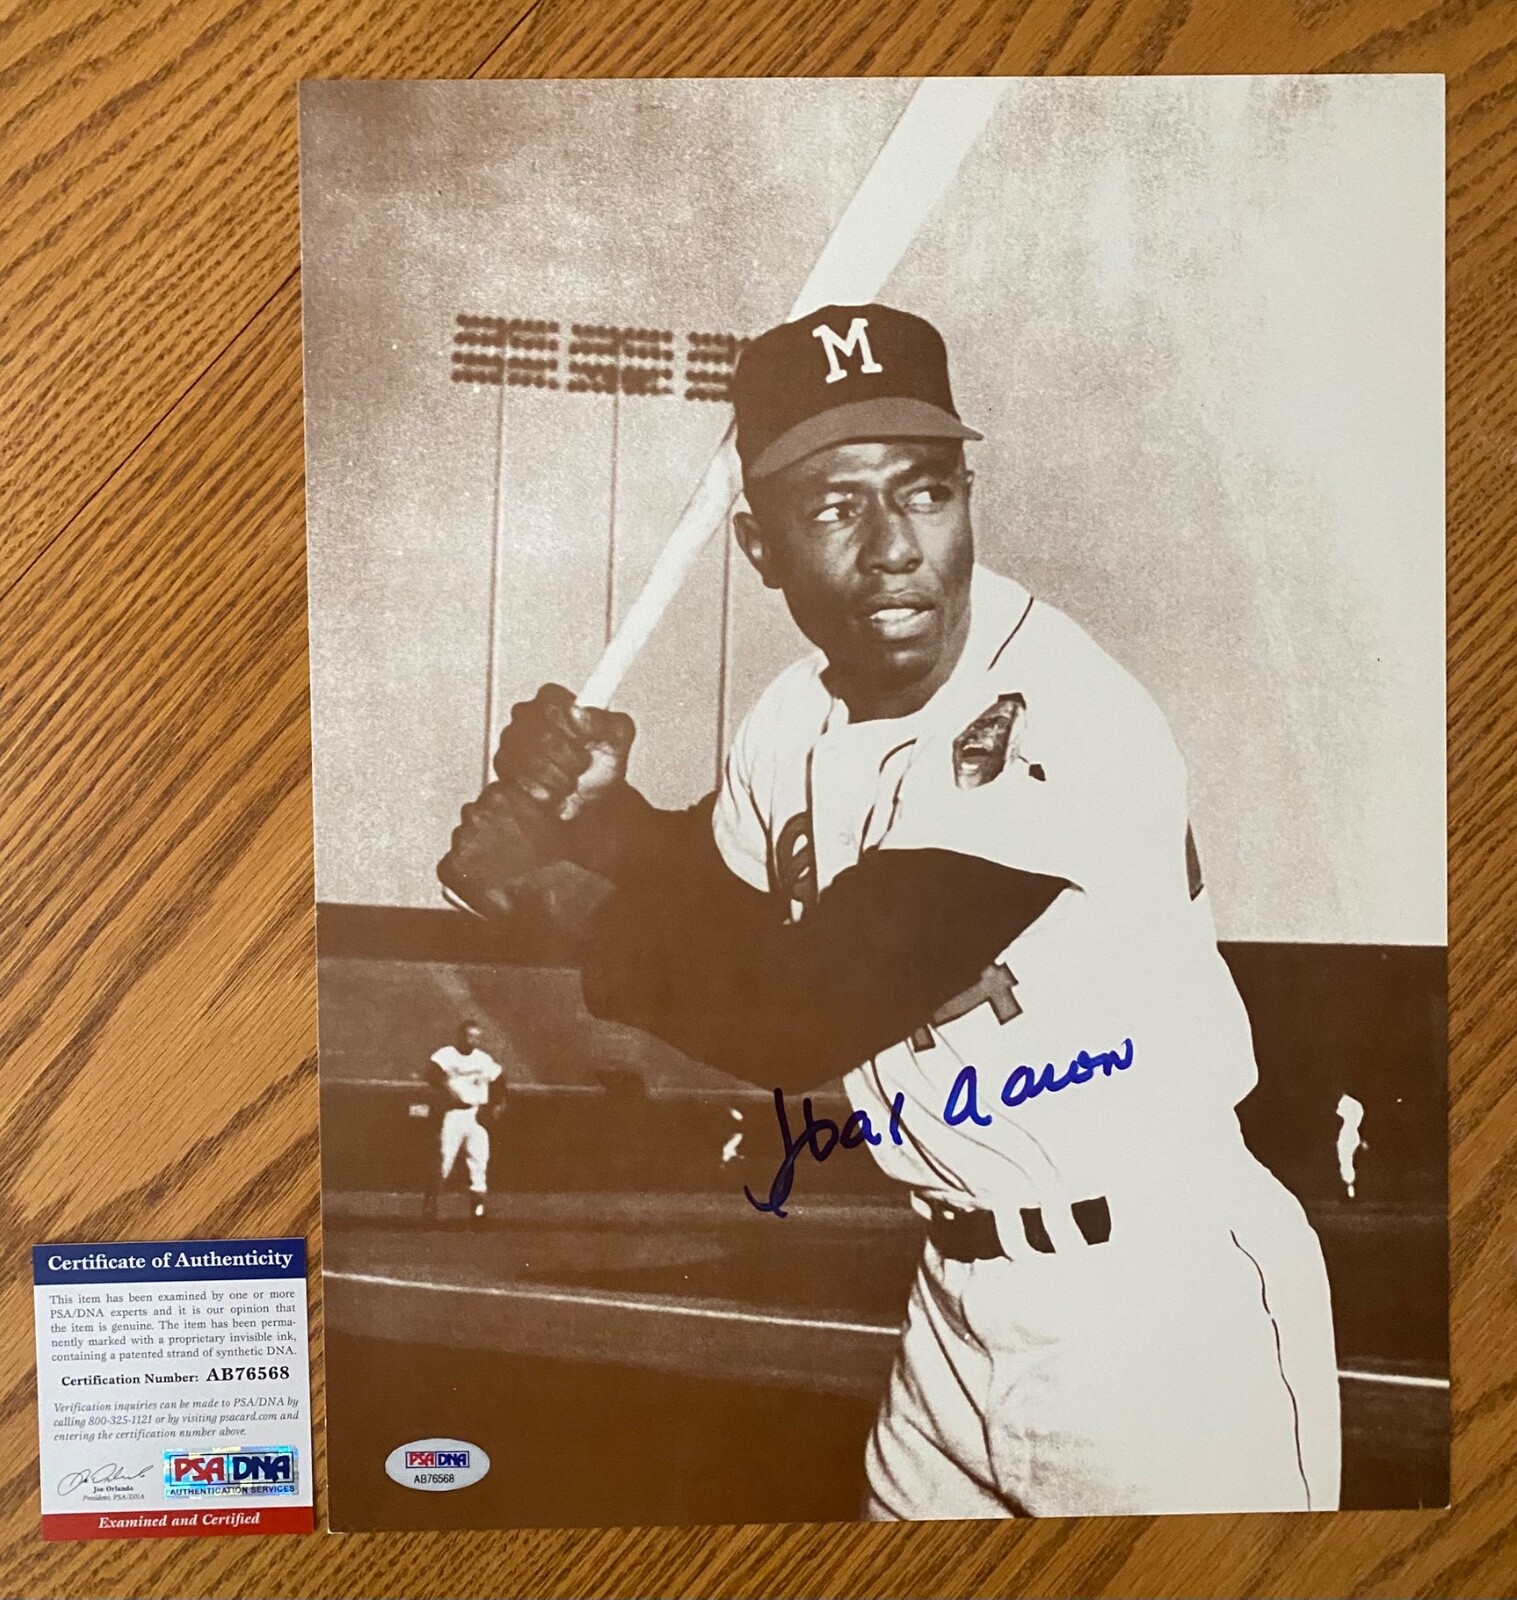 M
4
Hank Aaron
Certificate of Authenticity
This item has been examined by one or more
PSA/DNA experts and it is our opinion that
the item is genuine. The item has been perma-
nently marked with a proprietary invisible ink,
containing a patented strand of synthetic DNA.
Certification Number: AB76568
Verification inquiries can be made to PSA/DNA by
calling 800-325-1121 or by visiting psacard.com and
entering the certification number above.
Joe Orlando
President, PSA/DNA
PSA DNA
AUTHENTICATION SERVICES
Examined and Certified
PSA DNA
AB76568